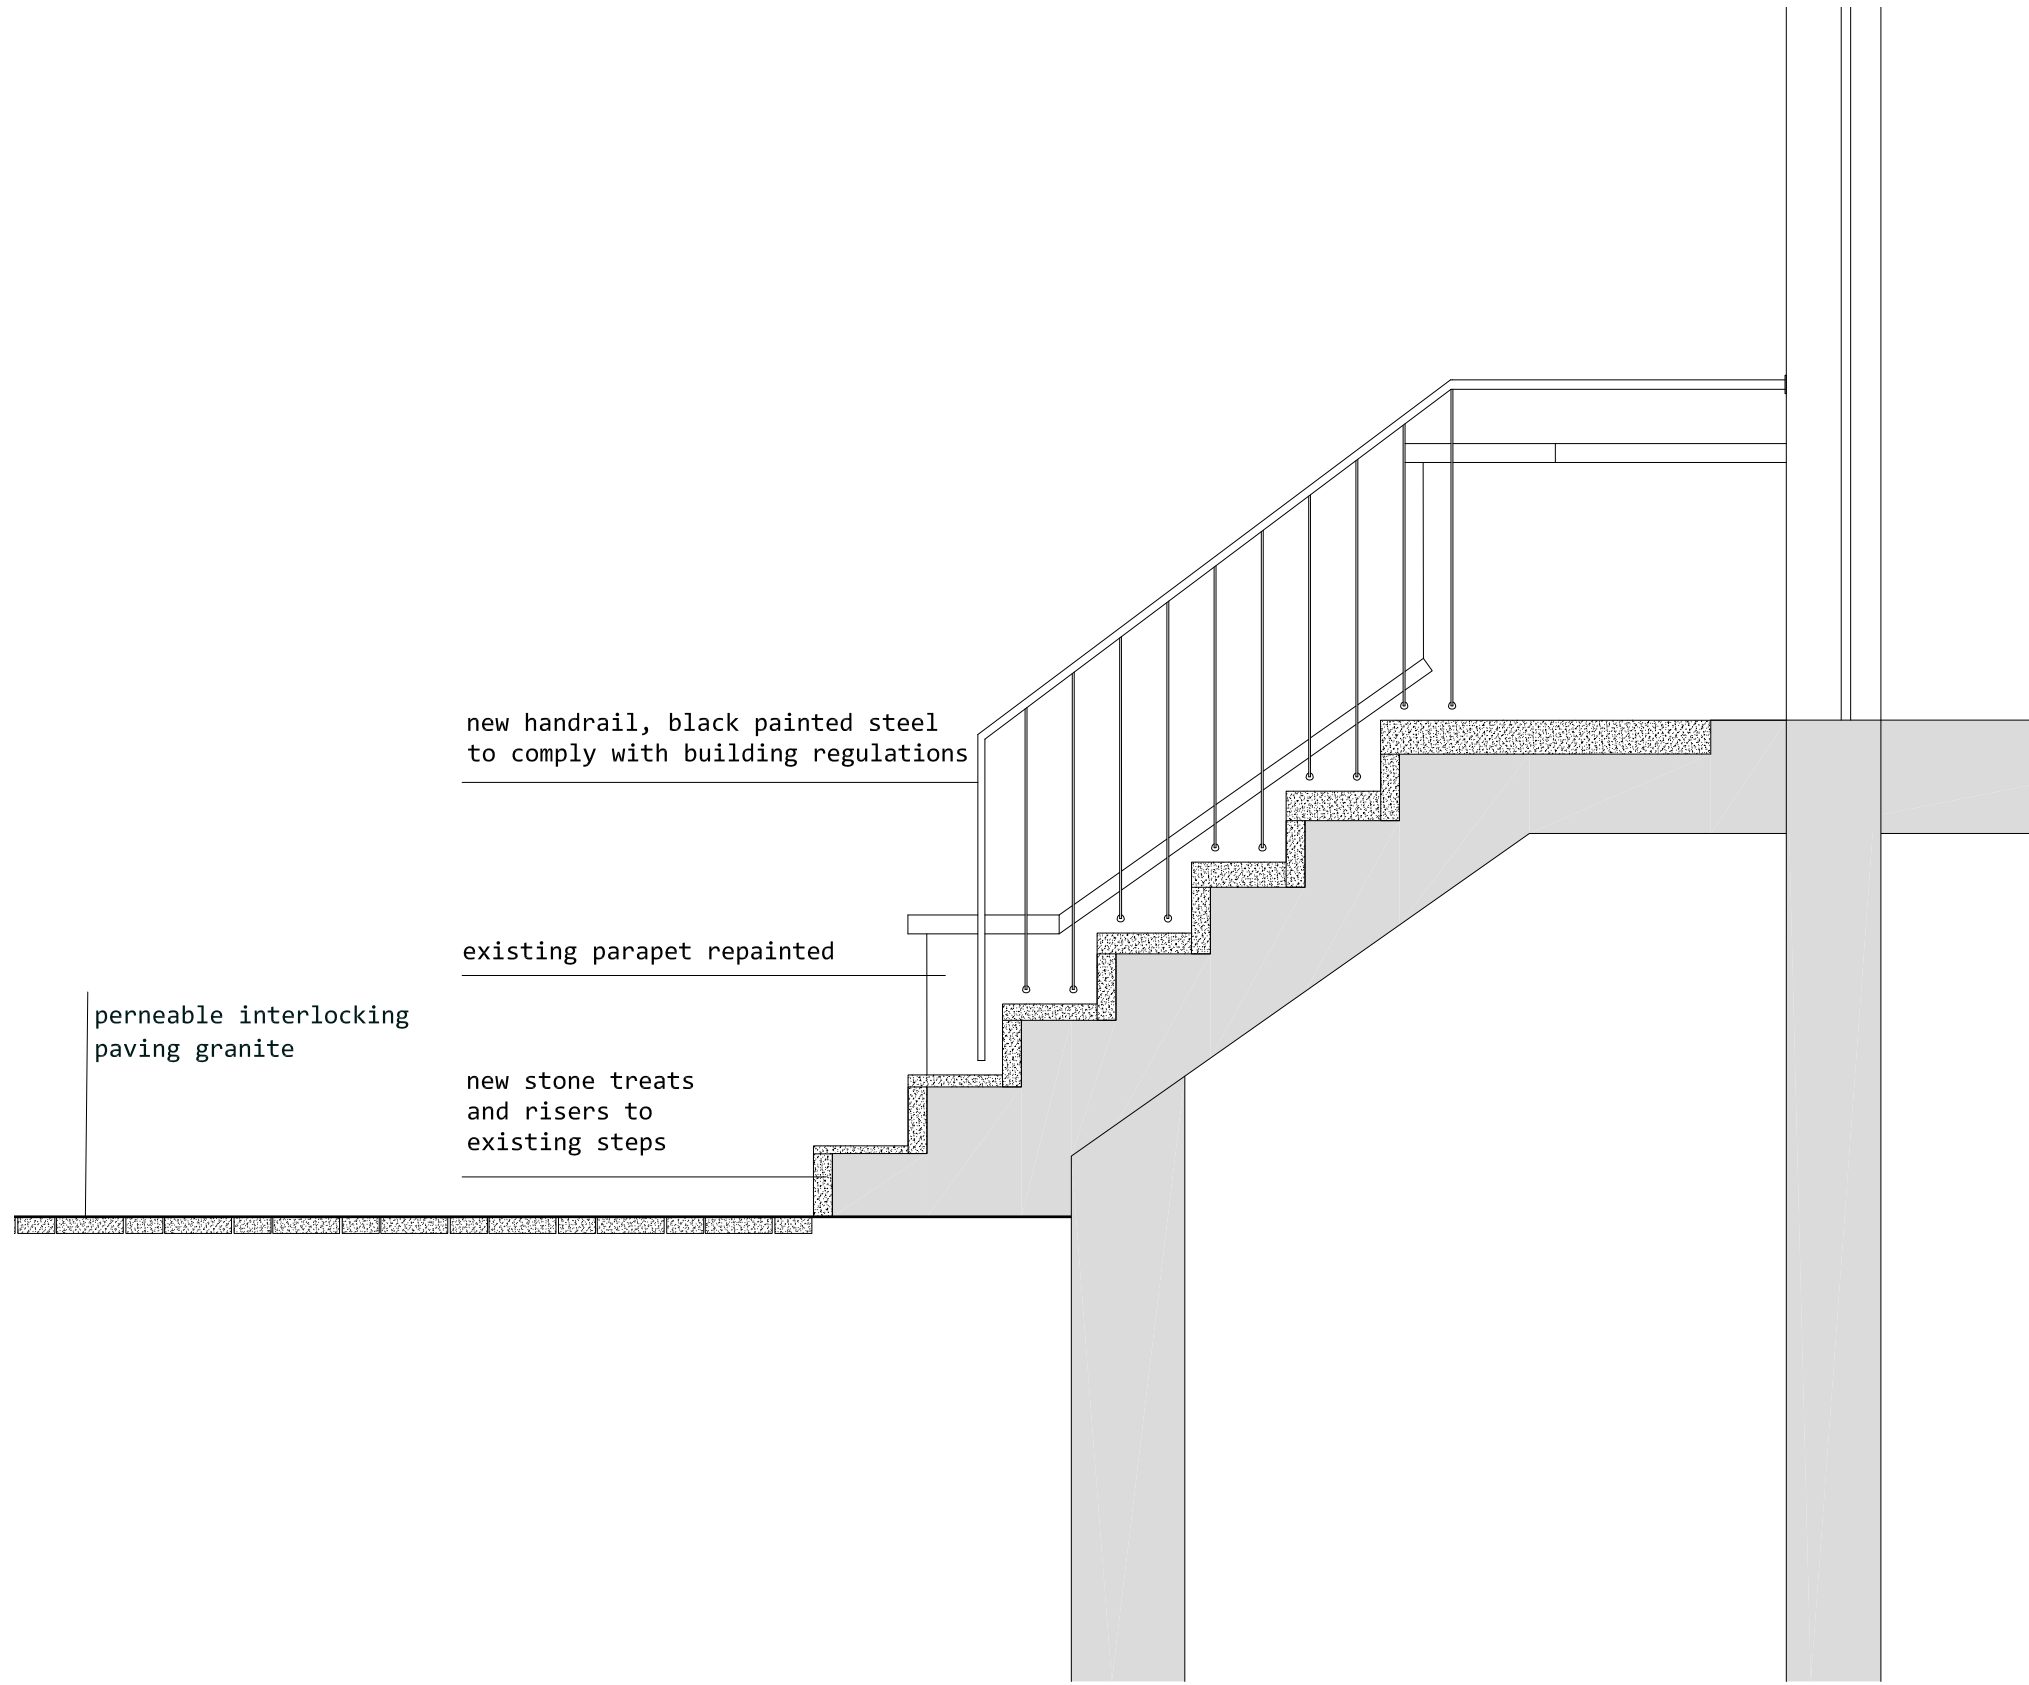 new handrail, black painted steel
to comply with building regulations
existing parapet repainted
perneable interlocking
paving granite
new stone treats
and risers to
existing steps